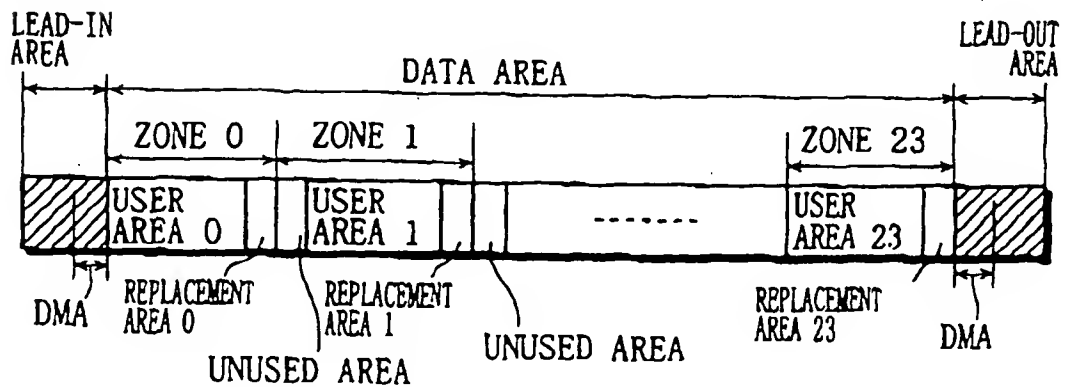 LEAD-IN
AREA
DATA AREA
LEAD-OUT
AREA
ZONE 0
ZONE 1
ZONE 23
USER
AREA 0
USER
AREA 1
USER
AREA 23
DMA
REPLACEMENT
AREA 0
UNUSED AREA
REPLACEMENT
AREA 1
UNUSED AREA
REPLACEMENT
AREA 23
DMA